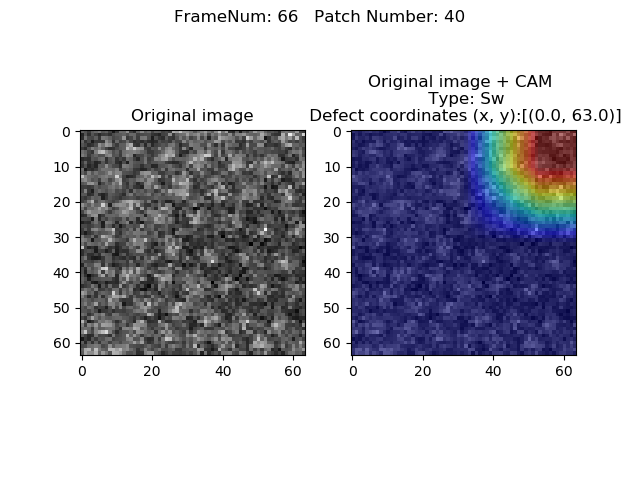 FrameNum: 66   Patch Number: 40
Original image
0
10
20
30
40
50
60
0 20 40 60
Original image + CAM
Type: Sw
Defect coordinates (x, y):[(0.0, 63.0)]
0
10
20
30
40
50
60
0 20 40 60